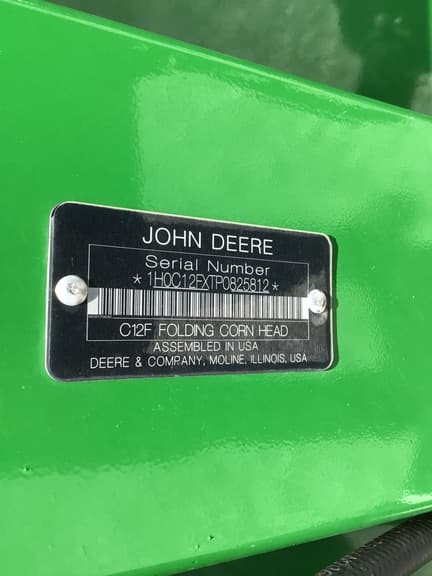 JOHN DEERE
Serial Number
*1H0C12FXTP0825812*
C12F FOLDING CORN HEAD
ASSEMBLED IN USA
DEERE & COMPANY, MOLINE, ILLINOIS, USA